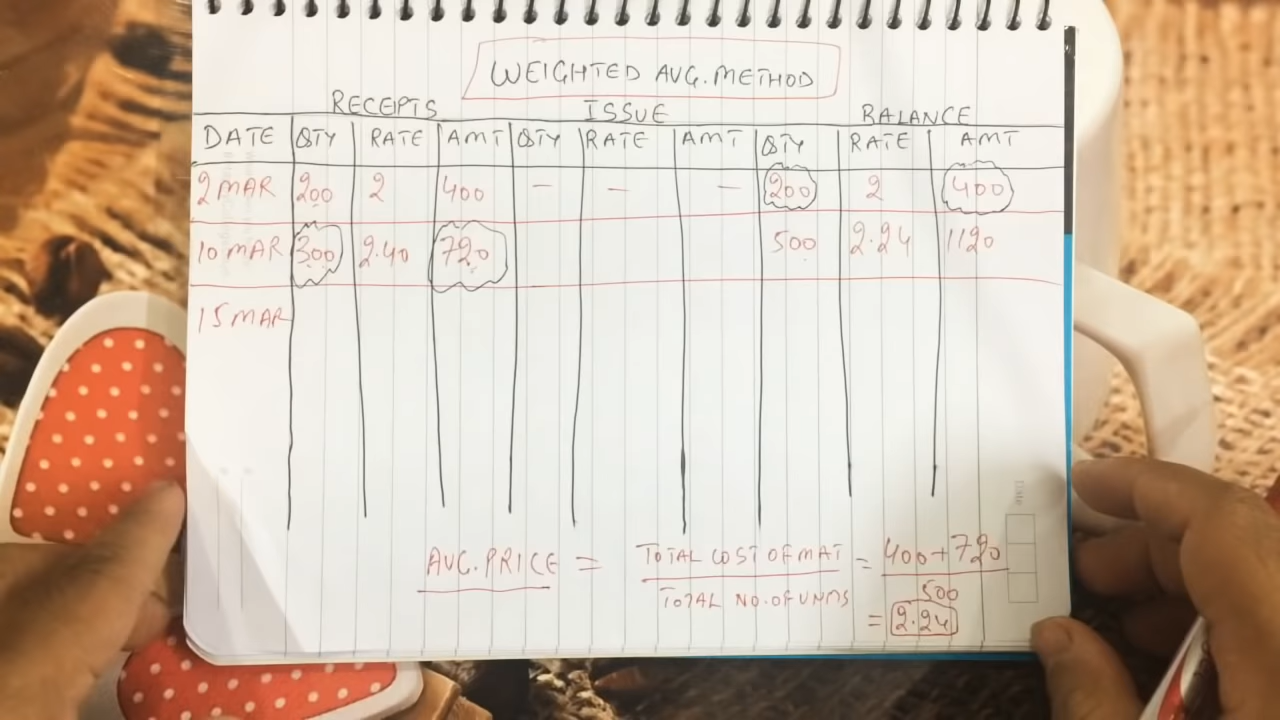 WEIGHTED AVG. METHOD
RECEPTS ISSUE BALANCE
DATE QTY RATE AMT QTY RATE AMT QTY RATE AMT
2 MAR 200 2 400 - - - 200 2 400
10 MAR 300 2.40 720 500 2.24 1120
15 MAR
AVG. PRICE = TOTAL COST OF MAT = 400+720
TOTAL NO. OF UNITS 500
= 2.24
Date